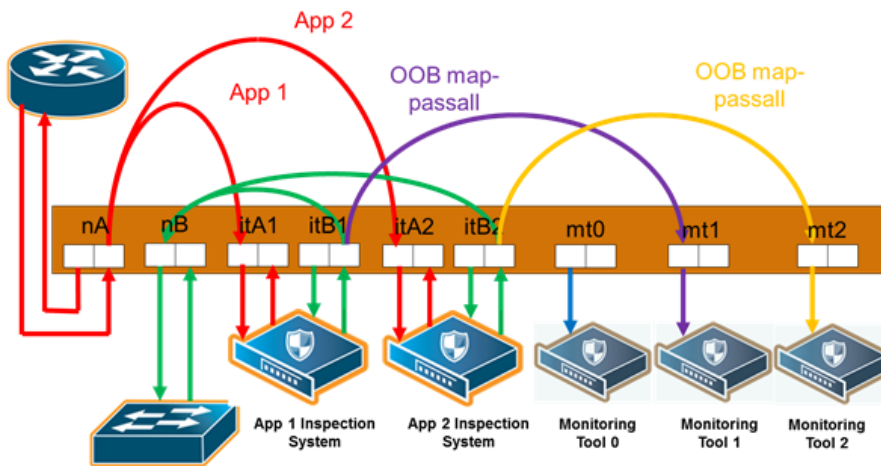 App 2
App 1
OOB map-
passall
OOB map-
passall
nA
nB
itA1
itB1
itA2
itB2
mt0
mt1
mt2
App 1 Inspection
System
App 2 Inspection
System
Monitoring
Tool 0
Monitoring
Tool 1
Monitoring
Tool 2